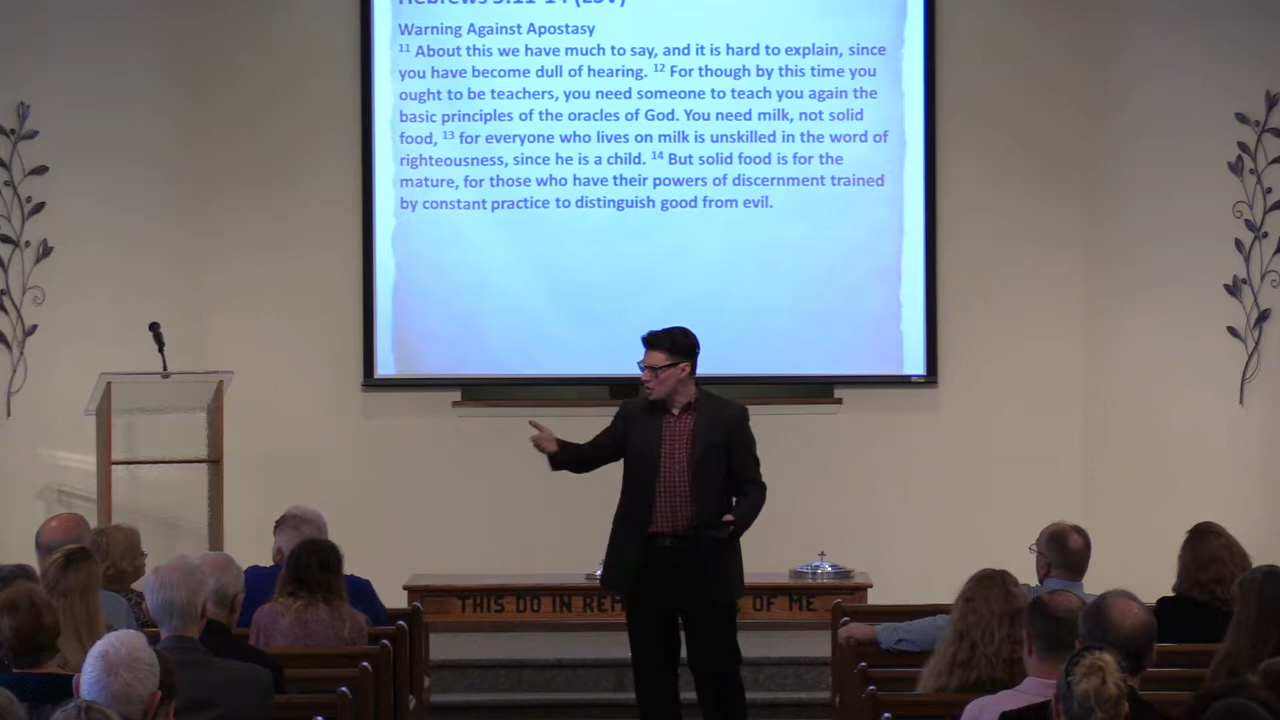 Hebrews 5:11-14 (ESV)
Warning Against Apostasy
11 About this we have much to say, and it is hard to explain, since
you have become dull of hearing. 12 For though by this time you
ought to be teachers, you need someone to teach you again the
basic principles of the oracles of God. You need milk, not solid
food, 13 for everyone who lives on milk is unskilled in the word of
righteousness, since he is a child. 14 But solid food is for the
mature, for those who have their powers of discernment trained
by constant practice to distinguish good from evil.
THIS DO IN REM OF ME